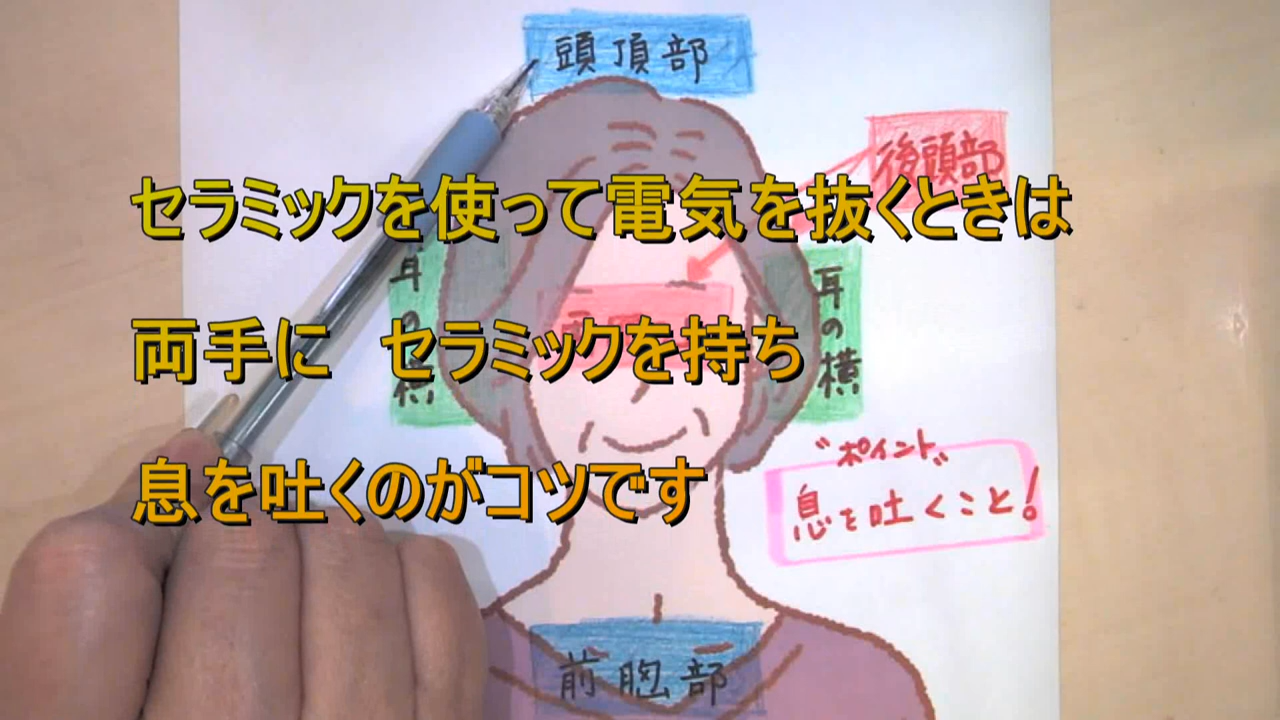 頭頂部
後頭部
セラミックを使って電気を抜くときは
耳の横
耳の横
両手に　セラミックを持ち
"ポイント"
息を吐くのがコツです
息を吐くこと!
前胸部